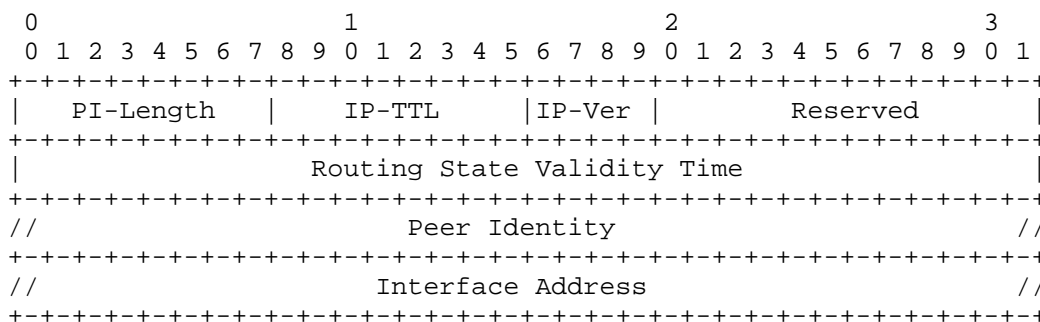 0                   1                   2                   3
 0 1 2 3 4 5 6 7 8 9 0 1 2 3 4 5 6 7 8 9 0 1 2 3 4 5 6 7 8 9 0 1
+-+-+-+-+-+-+-+-+-+-+-+-+-+-+-+-+-+-+-+-+-+-+-+-+-+-+-+-+-+-+-+-+
|   PI-Length   |    IP-TTL     |IP-Ver |        Reserved       |
+-+-+-+-+-+-+-+-+-+-+-+-+-+-+-+-+-+-+-+-+-+-+-+-+-+-+-+-+-+-+-+-+
|                  Routing State Validity Time                  |
+-+-+-+-+-+-+-+-+-+-+-+-+-+-+-+-+-+-+-+-+-+-+-+-+-+-+-+-+-+-+-+-+
//                       Peer Identity                         //
+-+-+-+-+-+-+-+-+-+-+-+-+-+-+-+-+-+-+-+-+-+-+-+-+-+-+-+-+-+-+-+-+
//                     Interface Address                       //
+-+-+-+-+-+-+-+-+-+-+-+-+-+-+-+-+-+-+-+-+-+-+-+-+-+-+-+-+-+-+-+-+